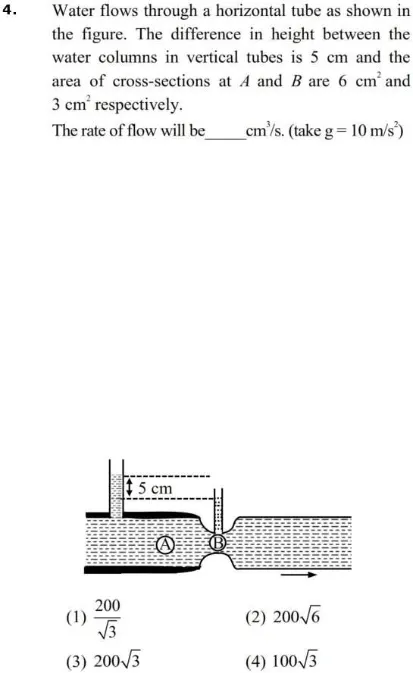 4. Water flows through a horizontal tube as shown in
the figure. The difference in height between the
water columns in vertical tubes is 5 cm and the
area of cross-sections at A and B are 6 cm² and
3 cm² respectively.
The rate of flow will be_____cm³/s. (take g = 10 m/s²)
5 cm
A
B
(1) 200/√3
(2) 200√6
(3) 200√3
(4) 100√3